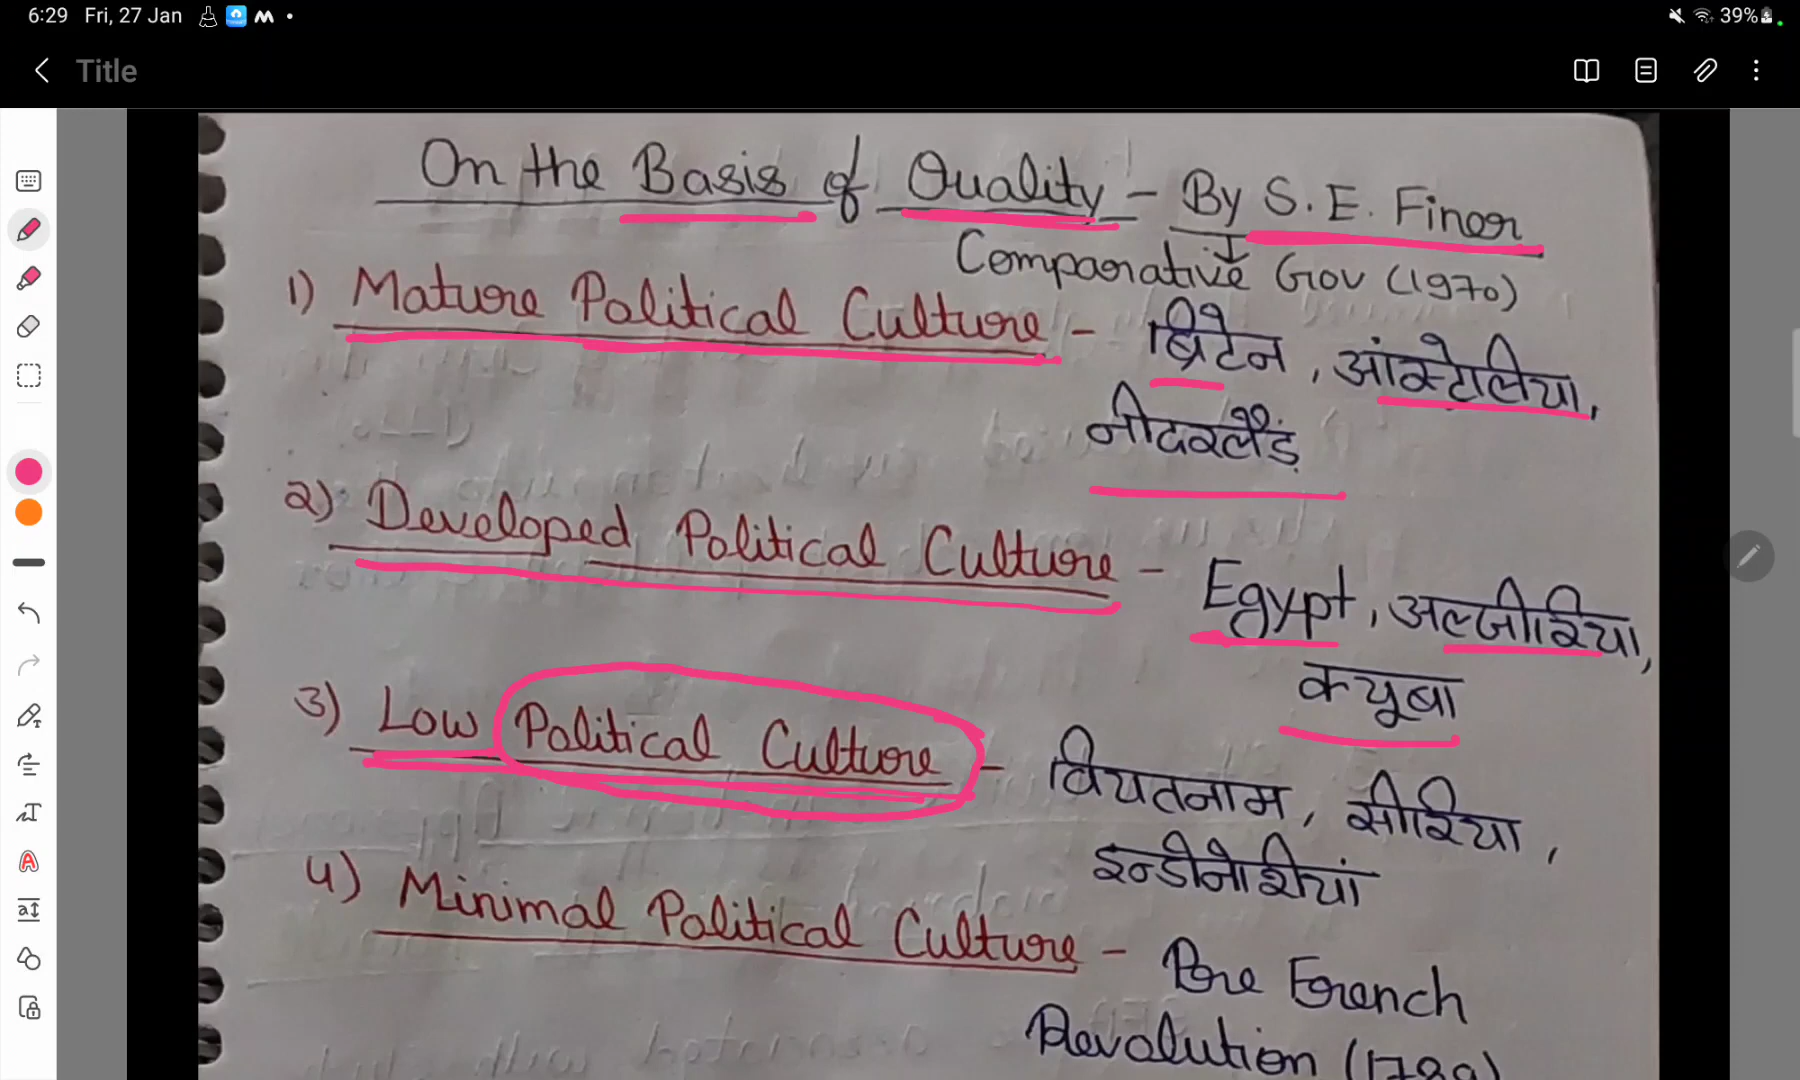 6:29 Fri, 27 Jan
39%
Title
On the Basis of Quality - By S. E. Finer
Comparative Gov (1970)
1) Mature Political Culture - ब्रिटेन, आंस्ट्रेलिया,
नीदरलैंड
2) Developed Political Culture - Egypt, अल्जीरिया,
क्यूबा
3) Low Political Culture - वियतनाम, सीरिया,
इन्डोनेशीयां
4) Minimal Political Culture - Pre French
Revolution (1789)